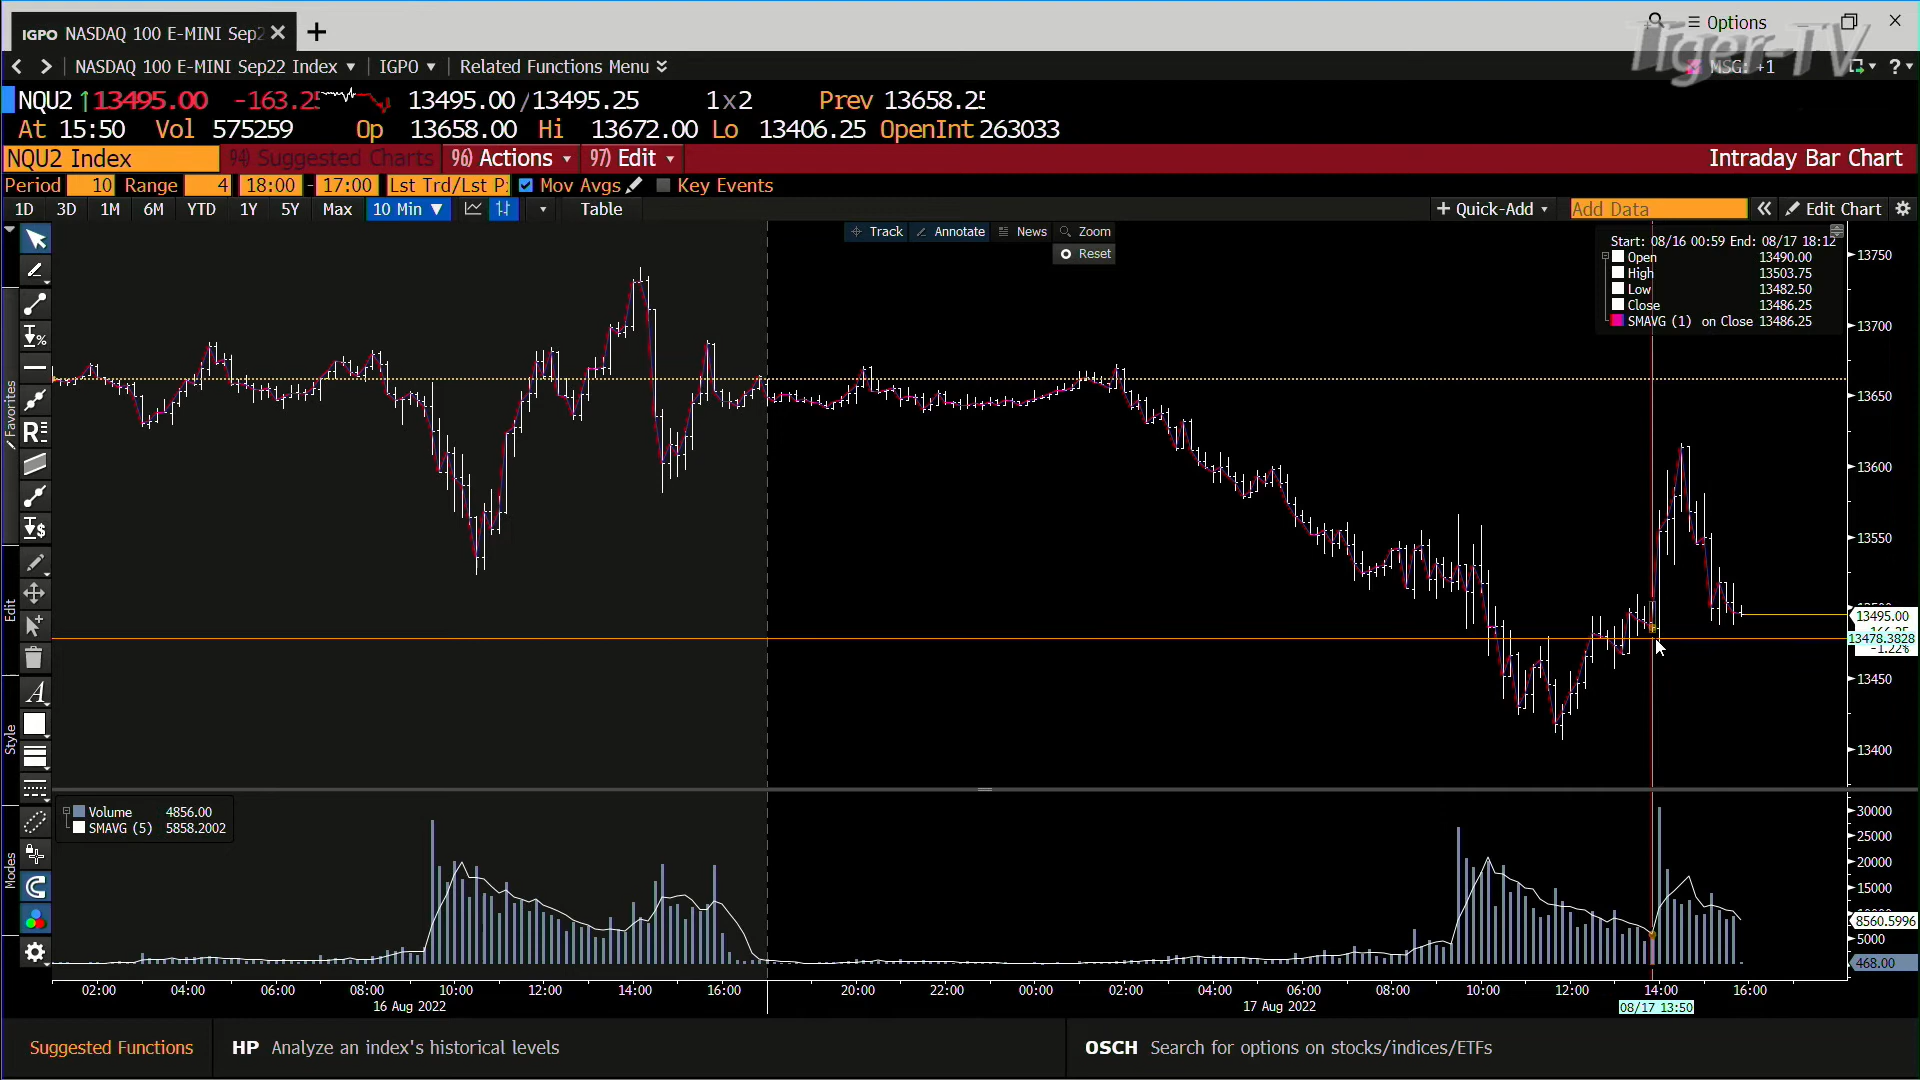 IGPO NASDAQ 100 E-MINI Sep2
Options
Tiger-TV
NASDAQ 100 E-MINI Sep22 Index IGPO Related Functions Menu
MSG: +1
NQU2 ↑13495.00 -163.25 13495.00/13495.25 1x2 Prev 13658.25
At 15:50 Vol 575259 Op 13658.00 Hi 13672.00 Lo 13406.25 OpenInt 263033
NQU2 Index 94) Suggested Charts 96) Actions 97) Edit Intraday Bar Chart
Period 10 Range 4 18:00 - 17:00 Lst Trd/Lst P Mov Avgs Key Events
1D 3D 1M 6M YTD 1Y 5Y Max 10 Min Table + Quick-Add Add Data « Edit Chart
Track Annotate News Zoom
Reset
Start: 08/16 00:59 End: 08/17 18:12
Open 13490.00
High 13503.75
Low 13482.50
Close 13486.25
SMAVG (1) on Close 13486.25
13750
13700
13650
13600
13550
13495.00
13478.3828
-1.22%
13450
13400
Favorites
Edit
Style
Modes
Volume 4856.00
SMAVG (5) 5858.2002
30000
25000
20000
15000
8560.5996
5000
468.00
02:00 04:00 06:00 08:00 10:00 12:00 14:00 16:00 20:00 22:00 00:00 02:00 04:00 06:00 08:00 10:00 12:00 14:00 16:00
16 Aug 2022 17 Aug 2022 08/17 13:50
Suggested Functions HP Analyze an index's historical levels OSCH Search for options on stocks/indices/ETFs